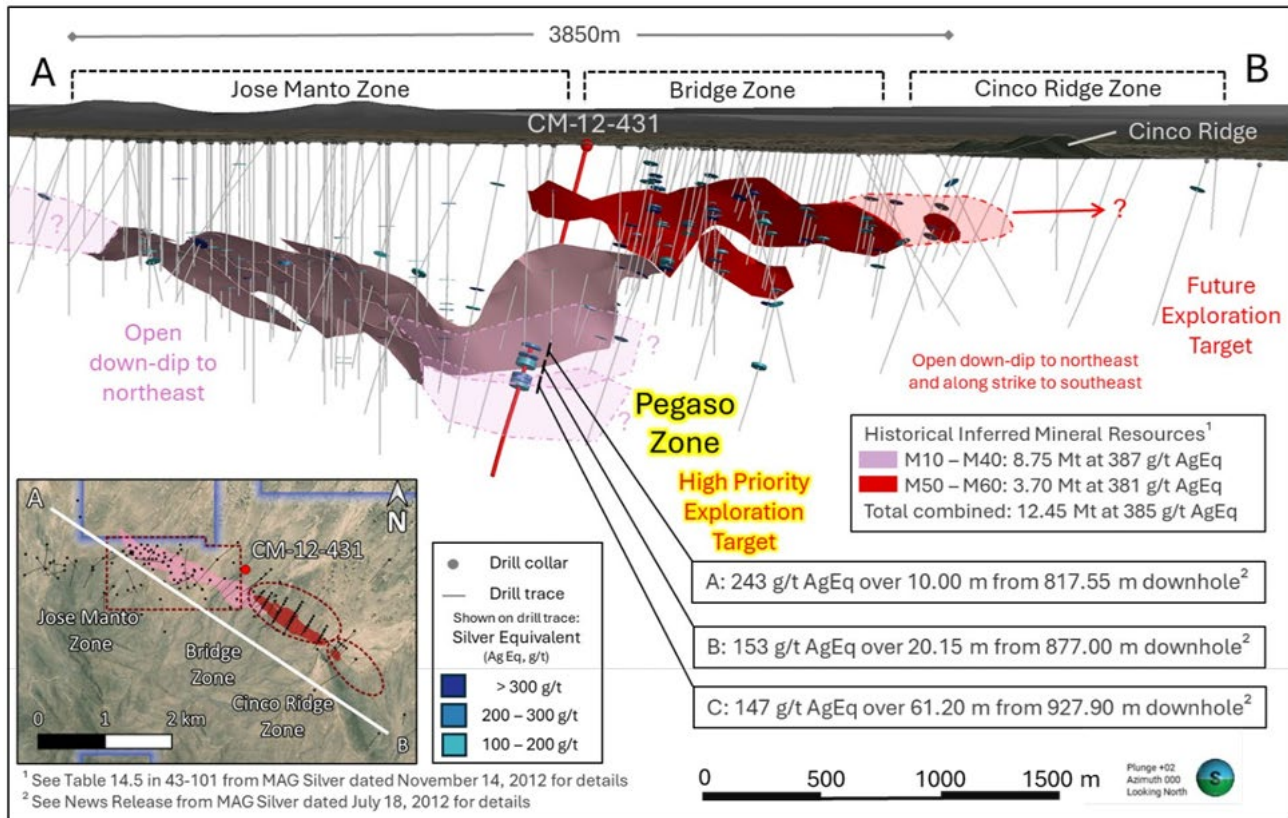 3850m
A
B
Jose Manto Zone
Bridge Zone
Cinco Ridge Zone
CM-12-431
Cinco Ridge
?
?
Open
down-dip to
northeast
?
?
Future
Exploration
Target
Open down-dip to northeast
and along strike to southeast
Pegaso
Zone
High Priority
Exploration
Target
Historical Inferred Mineral Resources¹
M10 – M40: 8.75 Mt at 387 g/t AgEq
M50 – M60: 3.70 Mt at 381 g/t AgEq
Total combined: 12.45 Mt at 385 g/t AgEq
A: 243 g/t AgEq over 10.00 m from 817.55 m downhole²
B: 153 g/t AgEq over 20.15 m from 877.00 m downhole²
C: 147 g/t AgEq over 61.20 m from 927.90 m downhole²
A
N
CM-12-431
Jose Manto
Zone
Bridge
Zone
Cinco Ridge
Zone
0 1 2 km
B
Drill collar
Drill trace
Shown on drill trace:
Silver Equivalent
(Ag Eq, g/t)
> 300 g/t
200 – 300 g/t
100 – 200 g/t
¹ See Table 14.5 in 43-101 from MAG Silver dated November 14, 2012 for details
² See News Release from MAG Silver dated July 18, 2012 for details
0 500 1000 1500 m
Plunge +02
Azimuth 000
Looking North
S